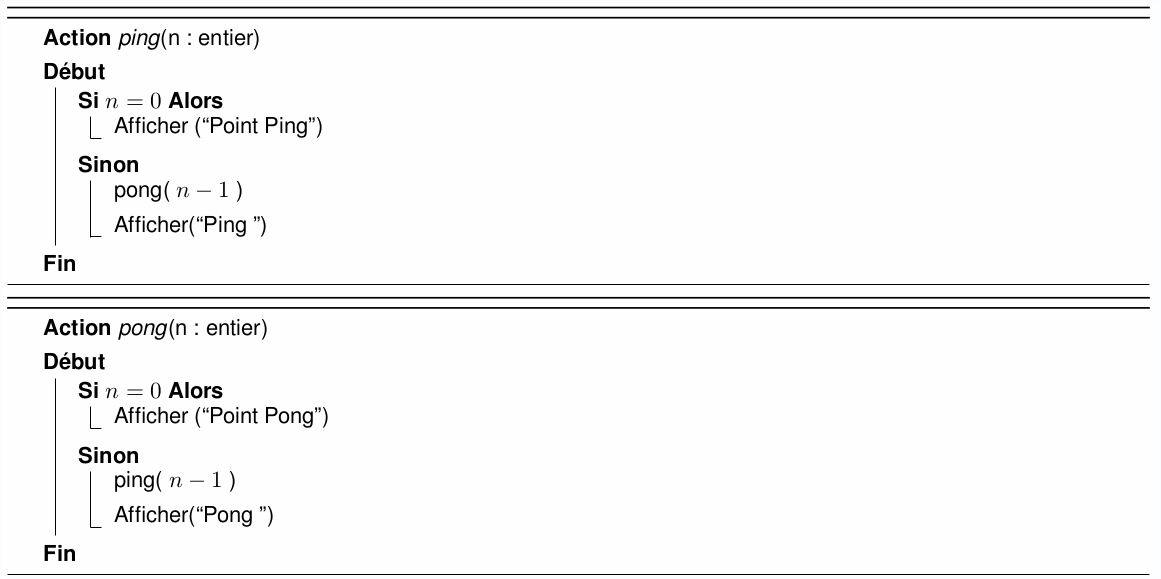 Action ping(n : entier)
Début
Si n = 0 Alors
Afficher (“Point Ping”)
Sinon
pong( n − 1 )
Afficher(“Ping ”)
Fin
Action pong(n : entier)
Début
Si n = 0 Alors
Afficher (“Point Pong”)
Sinon
ping( n − 1 )
Afficher(“Pong ”)
Fin